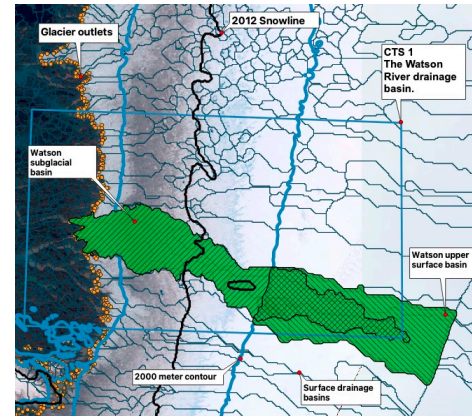 2012 Snowline
Glacier outlets
CTS 1
The Watson
River drainage
basin.
Watson
subglacial
basin
Watson upper
surface basin
2000 meter contour
Surface drainage
basins